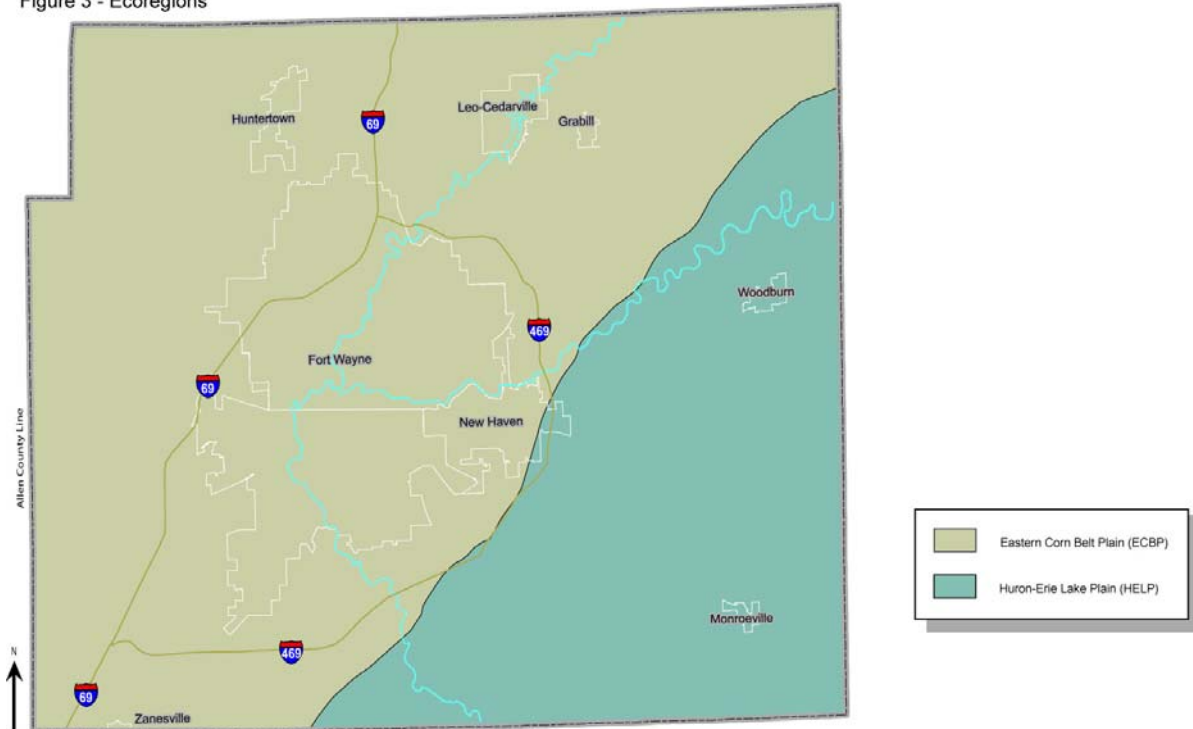 Figure 3 - Ecoregions
Huntertown
69
Leo-Cedarville
Grabill
Woodburn
469
Fort Wayne
69
New Haven
Allen County Line
Eastern Corn Belt Plain (ECBP)
Huron-Erie Lake Plain (HELP)
Monroeville
469
N
69
Zanesville